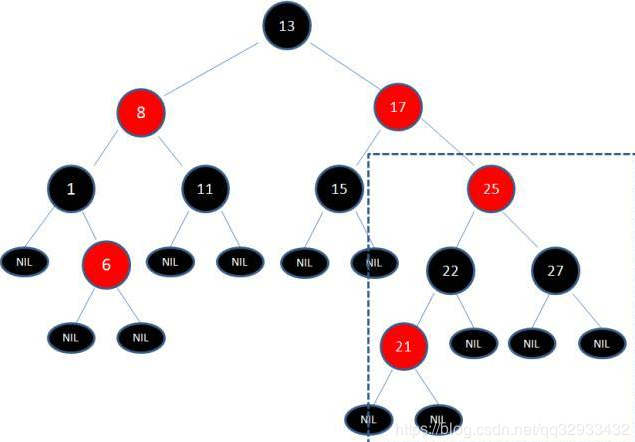 13
8
17
1
11
15
25
NIL
6
NIL
NIL
NIL
NIL
22
27
NIL
NIL
21
NIL
NIL
NIL
NIL
NIL
https://blog.csdn.net/qq32933432